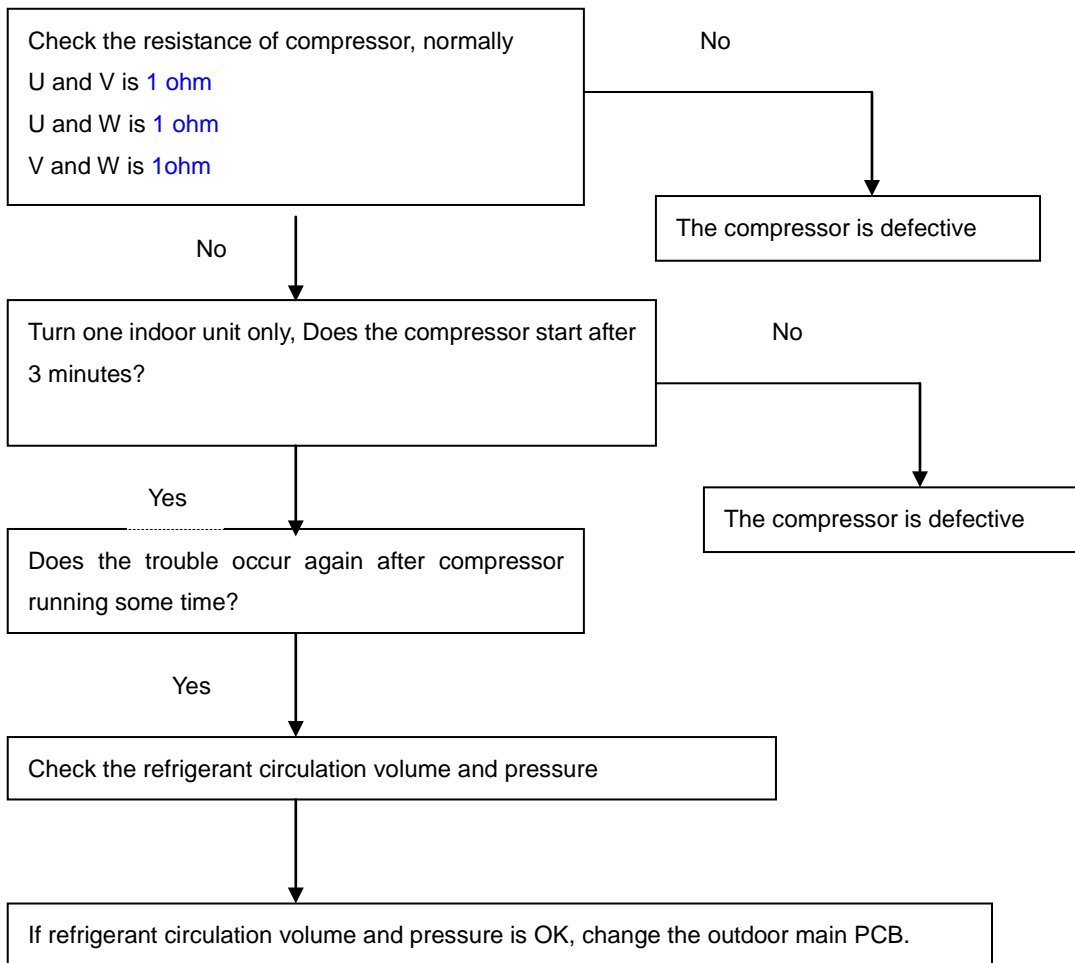 Check the resistance of compressor, normally
U and V is 1 ohm
U and W is 1 ohm
V and W is 1ohm
No
The compressor is defective
No
Turn one indoor unit only, Does the compressor start after
3 minutes?
No
The compressor is defective
Yes
Does the trouble occur again after compressor
running some time?
Yes
Check the refrigerant circulation volume and pressure
If refrigerant circulation volume and pressure is OK, change the outdoor main PCB.